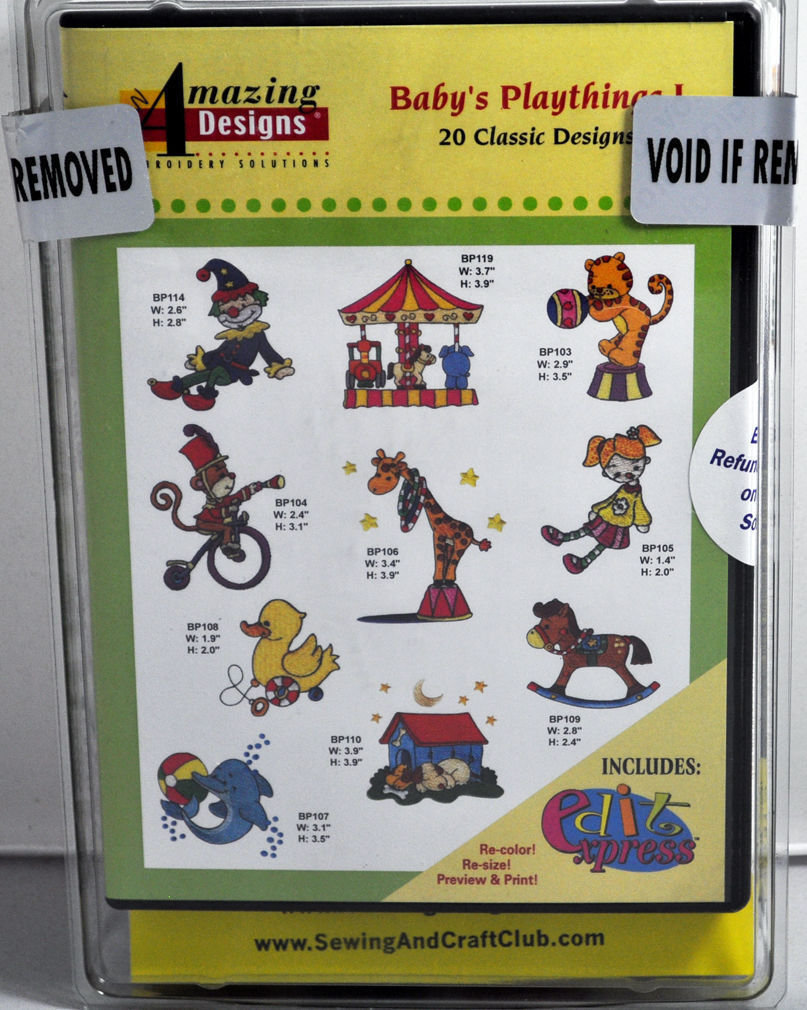 AN Amazing
Designs®
EMBROIDERY SOLUTIONS
Baby's Playthings I
20 Classic Designs
REMOVED
VOID IF REM
BP114
W: 2.6"
H: 2.8"
BP119
W: 3.7"
H: 3.9"
BP103
W: 2.9"
H: 3.5"
BP104
W: 2.4"
H: 3.1"
BP106
W: 3.4"
H: 3.9"
BP105
W: 1.4"
H: 2.0"
Refun
on
BP108
W: 1.9"
H: 2.0"
BP110
W: 3.9"
H: 3.9"
BP109
W: 2.8"
H: 2.4"
BP107
W: 3.1"
H: 3.5"
INCLUDES:
edit
xpress™
Re-color!
Re-size!
Preview & Print!
www.SewingAndCraftClub.com